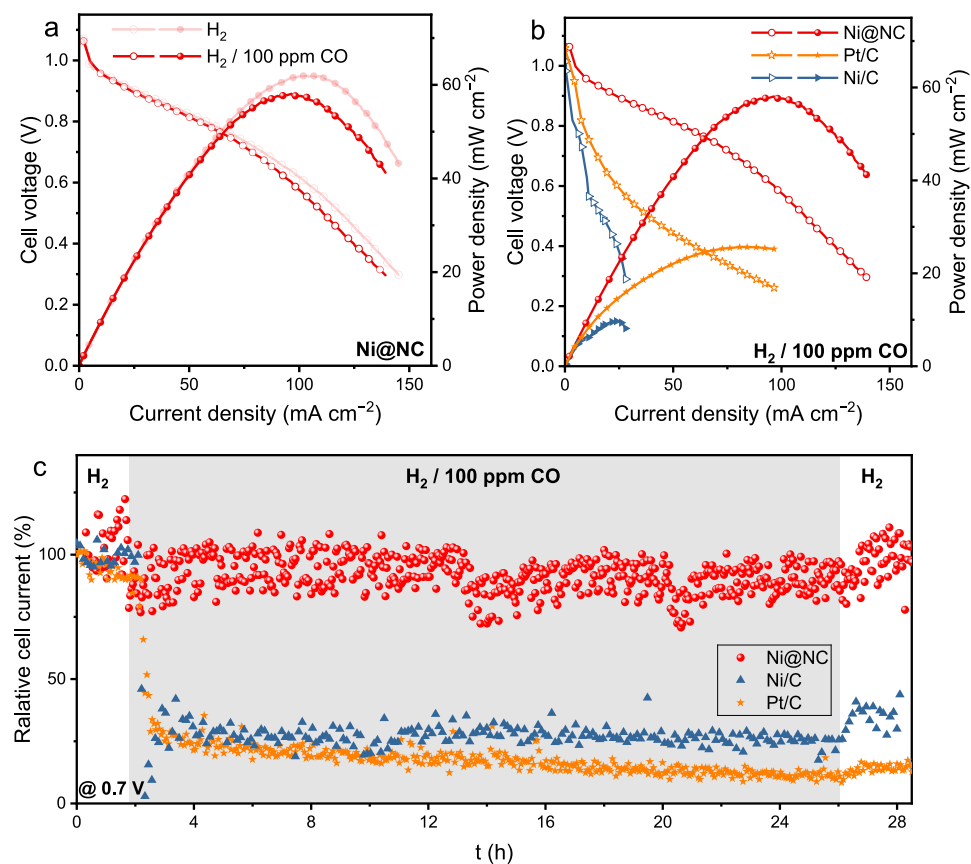 a
H₂
H₂ / 100 ppm CO
Cell voltage (V)
1.0
0.8
0.6
0.4
0.2
0.0
Power density (mW cm⁻²)
60
40
20
0
Ni@NC
0 50 100 150
Current density (mA cm⁻²)
b
Ni@NC
Pt/C
Ni/C
Cell voltage (V)
1.0
0.8
0.6
0.4
0.2
0.0
Power density (mW cm⁻²)
60
40
20
0
H₂ / 100 ppm CO
0 50 100 150
Current density (mA cm⁻²)
c
H₂ H₂ / 100 ppm CO H₂
Ralative cell current (%)
100
50
0
Ni@NC
Ni/C
Pt/C
@ 0.7 V
0 4 8 12 16 20 24 28
t (h)